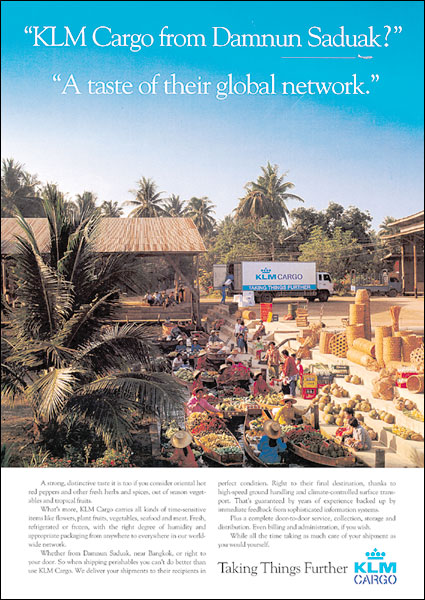 “KLM Cargo from Damnun Saduak?”
“A taste of their global network.”
KLM CARGO
TAKING THINGS FURTHER
A strong, distinctive taste it is too if you consider oriental hot
red peppers and other fresh herbs and spices, out of season veget-
ables and tropical fruits.
What's more, KLM Cargo carries all kinds of time-sensitive
items like flowers, plant fruits, vegetables, seafood and meat. Fresh,
refrigerated or frozen, with the right degree of humidity and
appropriate packaging from anywhere to everywhere in our world-
wide network.
Whether from Damnun Saduak, near Bangkok, or right to
your door. So when shipping perishables you can't do better than
use KLM Cargo. We deliver your shipments to their recipients in
perfect condition. Right to their final destination, thanks to
high-speed ground handling and climate-controlled surface trans-
port. That's guaranteed by years of experience backed up by
immediate feedback from sophisticated information systems.
Plus a complete door-to-door service, collection, storage and
distribution. Even billing and administration, if you wish.
While all the time taking as much care of your shipment as
you would yourself.
Taking Things Further
KLM
CARGO